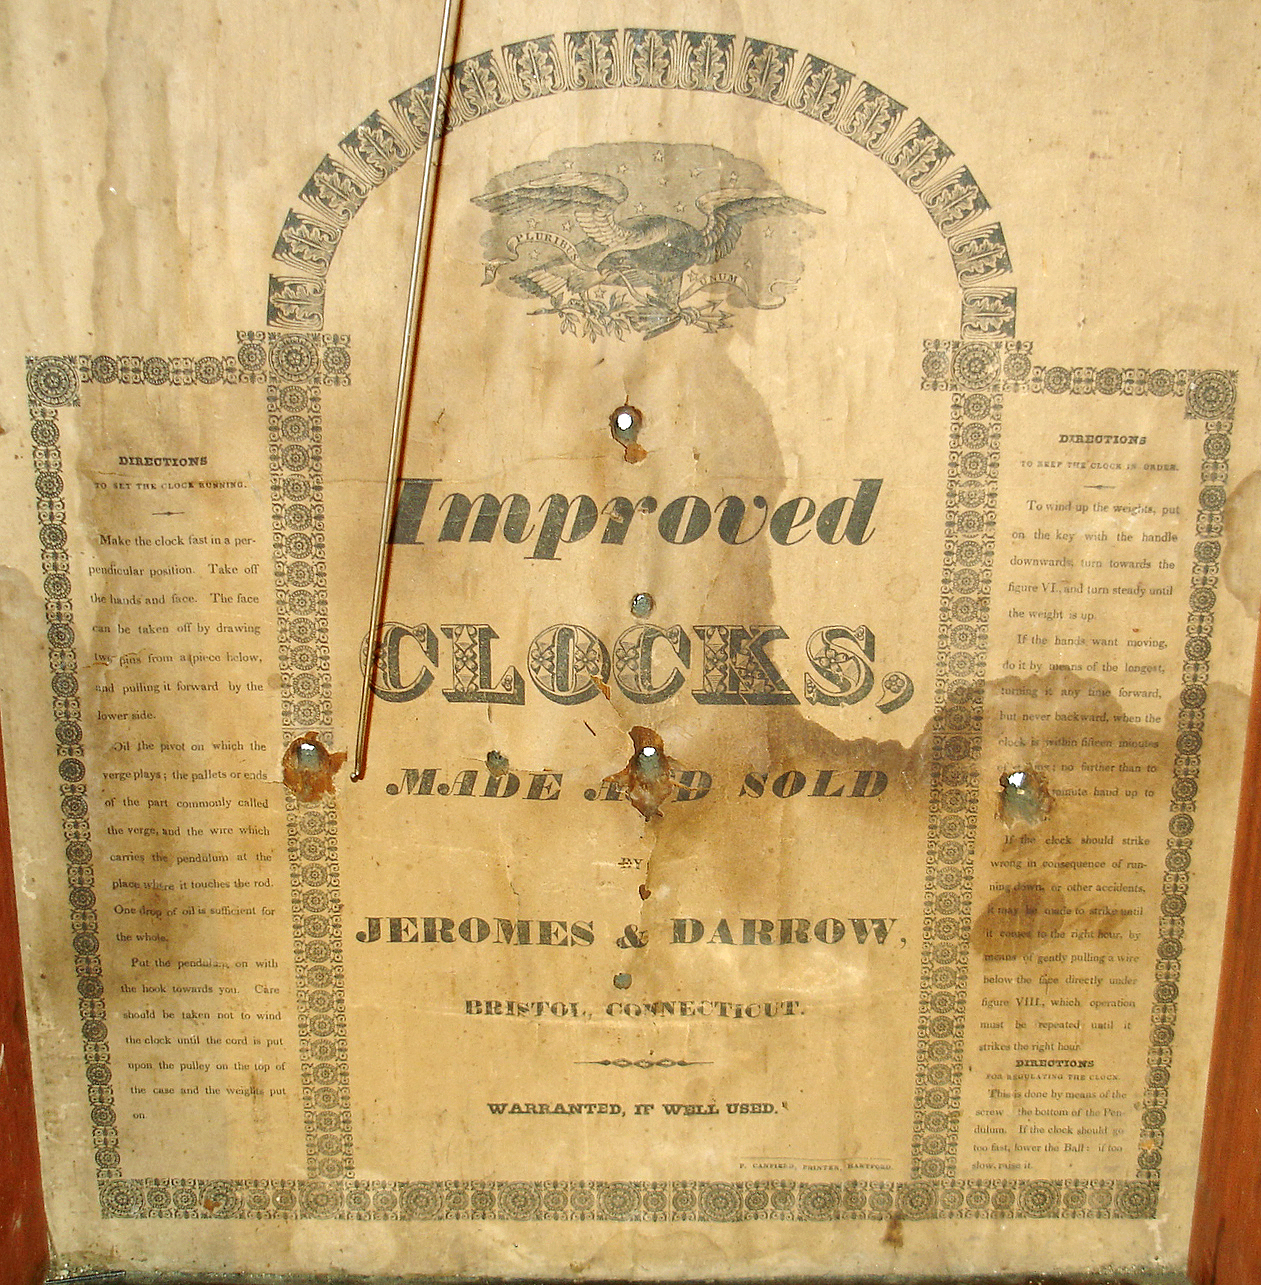 PLURIBUS
UNUM
Improved
CLOCKS,
MADE AND SOLD
BY
JEROMES & DARROW,
BRISTOL, CONNECTICUT.
WARRANTED, IF WELL USED.
P. CANFIELD, PRINTER, HARTFORD.
DIRECTIONS
TO SET THE CLOCK RUNNING.
Make the clock fast in a per-
pendicular position. Take off
the hands and face. The face
can be taken off by drawing
two pins from a piece below,
and pulling it forward by the
lower side.
Oil the pivot on which the
verge plays; the pallets or ends
of the part commonly called
the verge, and the wire which
carries the pendulum at the
place where it touches the rod.
One drop of oil is sufficient for
the whole.
Put the pendulum on with
the hook towards you. Care
should be taken not to wind
the clock until the cord is put
upon the pulley on the top of
the case and the weights put
on
DIRECTIONS
TO KEEP THE CLOCK IN ORDER.
To wind up the weights, put
on the key with the handle
downwards, turn towards the
figure VI., and turn steady until
the weight is up.
If the hands want moving,
do it by means of the longest,
turning it any time forward,
but never backward, when the
clock is within fifteen minutes
of no farther than to
minute hand up to
If the clock should strike
wrong in consequence of run-
ning down, or other accidents,
it may be made to strike until
it comes to the right hour, by
means of gently pulling a wire
below the face directly under
figure VIII., which operation
must be repeated until it
strikes the right hour.
DIRECTIONS
FOR REGULATING THE CLOCK.
This is done by means of the
screw the bottom of the Pen-
dulum. If the clock should go
too fast, lower the Ball: if too
slow, raise it.